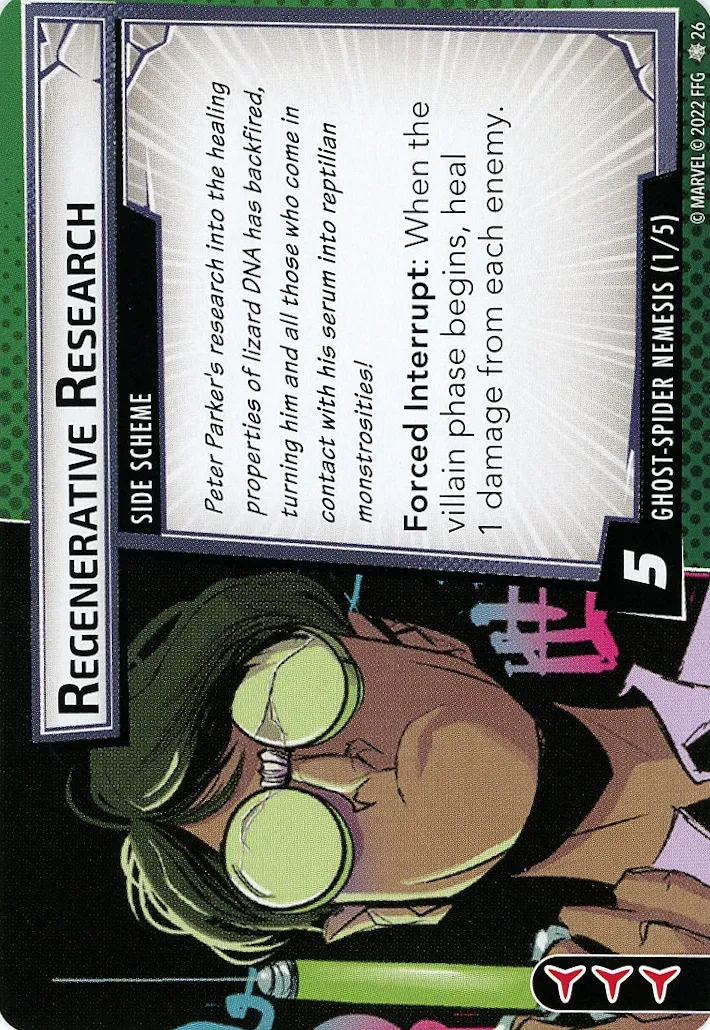 REGENERATIVE RESEARCH
SIDE SCHEME
Peter Parker's research into the healing
properties of lizard DNA has backfired,
turning him and all those who come in
contact with his serum into reptilian
monstrosities!
Forced Interrupt: When the
villain phase begins, heal
1 damage from each enemy.
5
GHOST-SPIDER NEMESIS (1/5)
© MARVEL © 2022 FFG 26